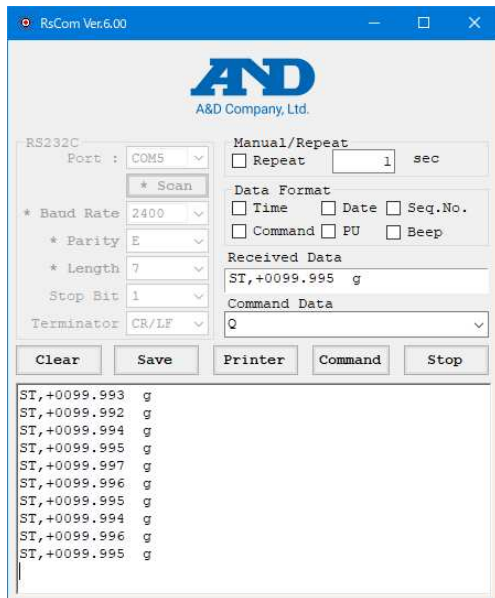 RsCom Ver.6.00
AND
A&D Company, Ltd.
RS232C
Port : COM5
* Scan
* Baud Rate 2400
* Parity E
* Length 7
Stop Bit 1
Terminator CR/LF
Manual/Repeat
Repeat 1 sec
Data Format
Time Date Seq.No.
Command PU Beep
Received Data
ST,+0099.995 g
Command Data
Q
Clear Save Printer Command Stop
ST,+0099.993 g
ST,+0099.992 g
ST,+0099.994 g
ST,+0099.995 g
ST,+0099.997 g
ST,+0099.996 g
ST,+0099.995 g
ST,+0099.994 g
ST,+0099.996 g
ST,+0099.995 g